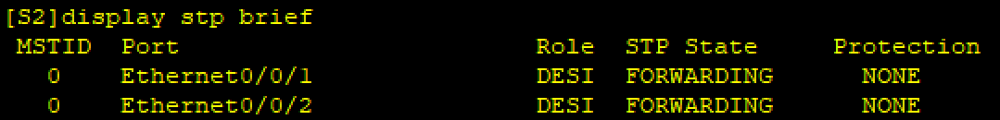 [S2]display stp brief
MSTID Port Role STP State Protection
0 Ethernet0/0/1 DESI FORWARDING NONE
0 Ethernet0/0/2 DESI FORWARDING NONE